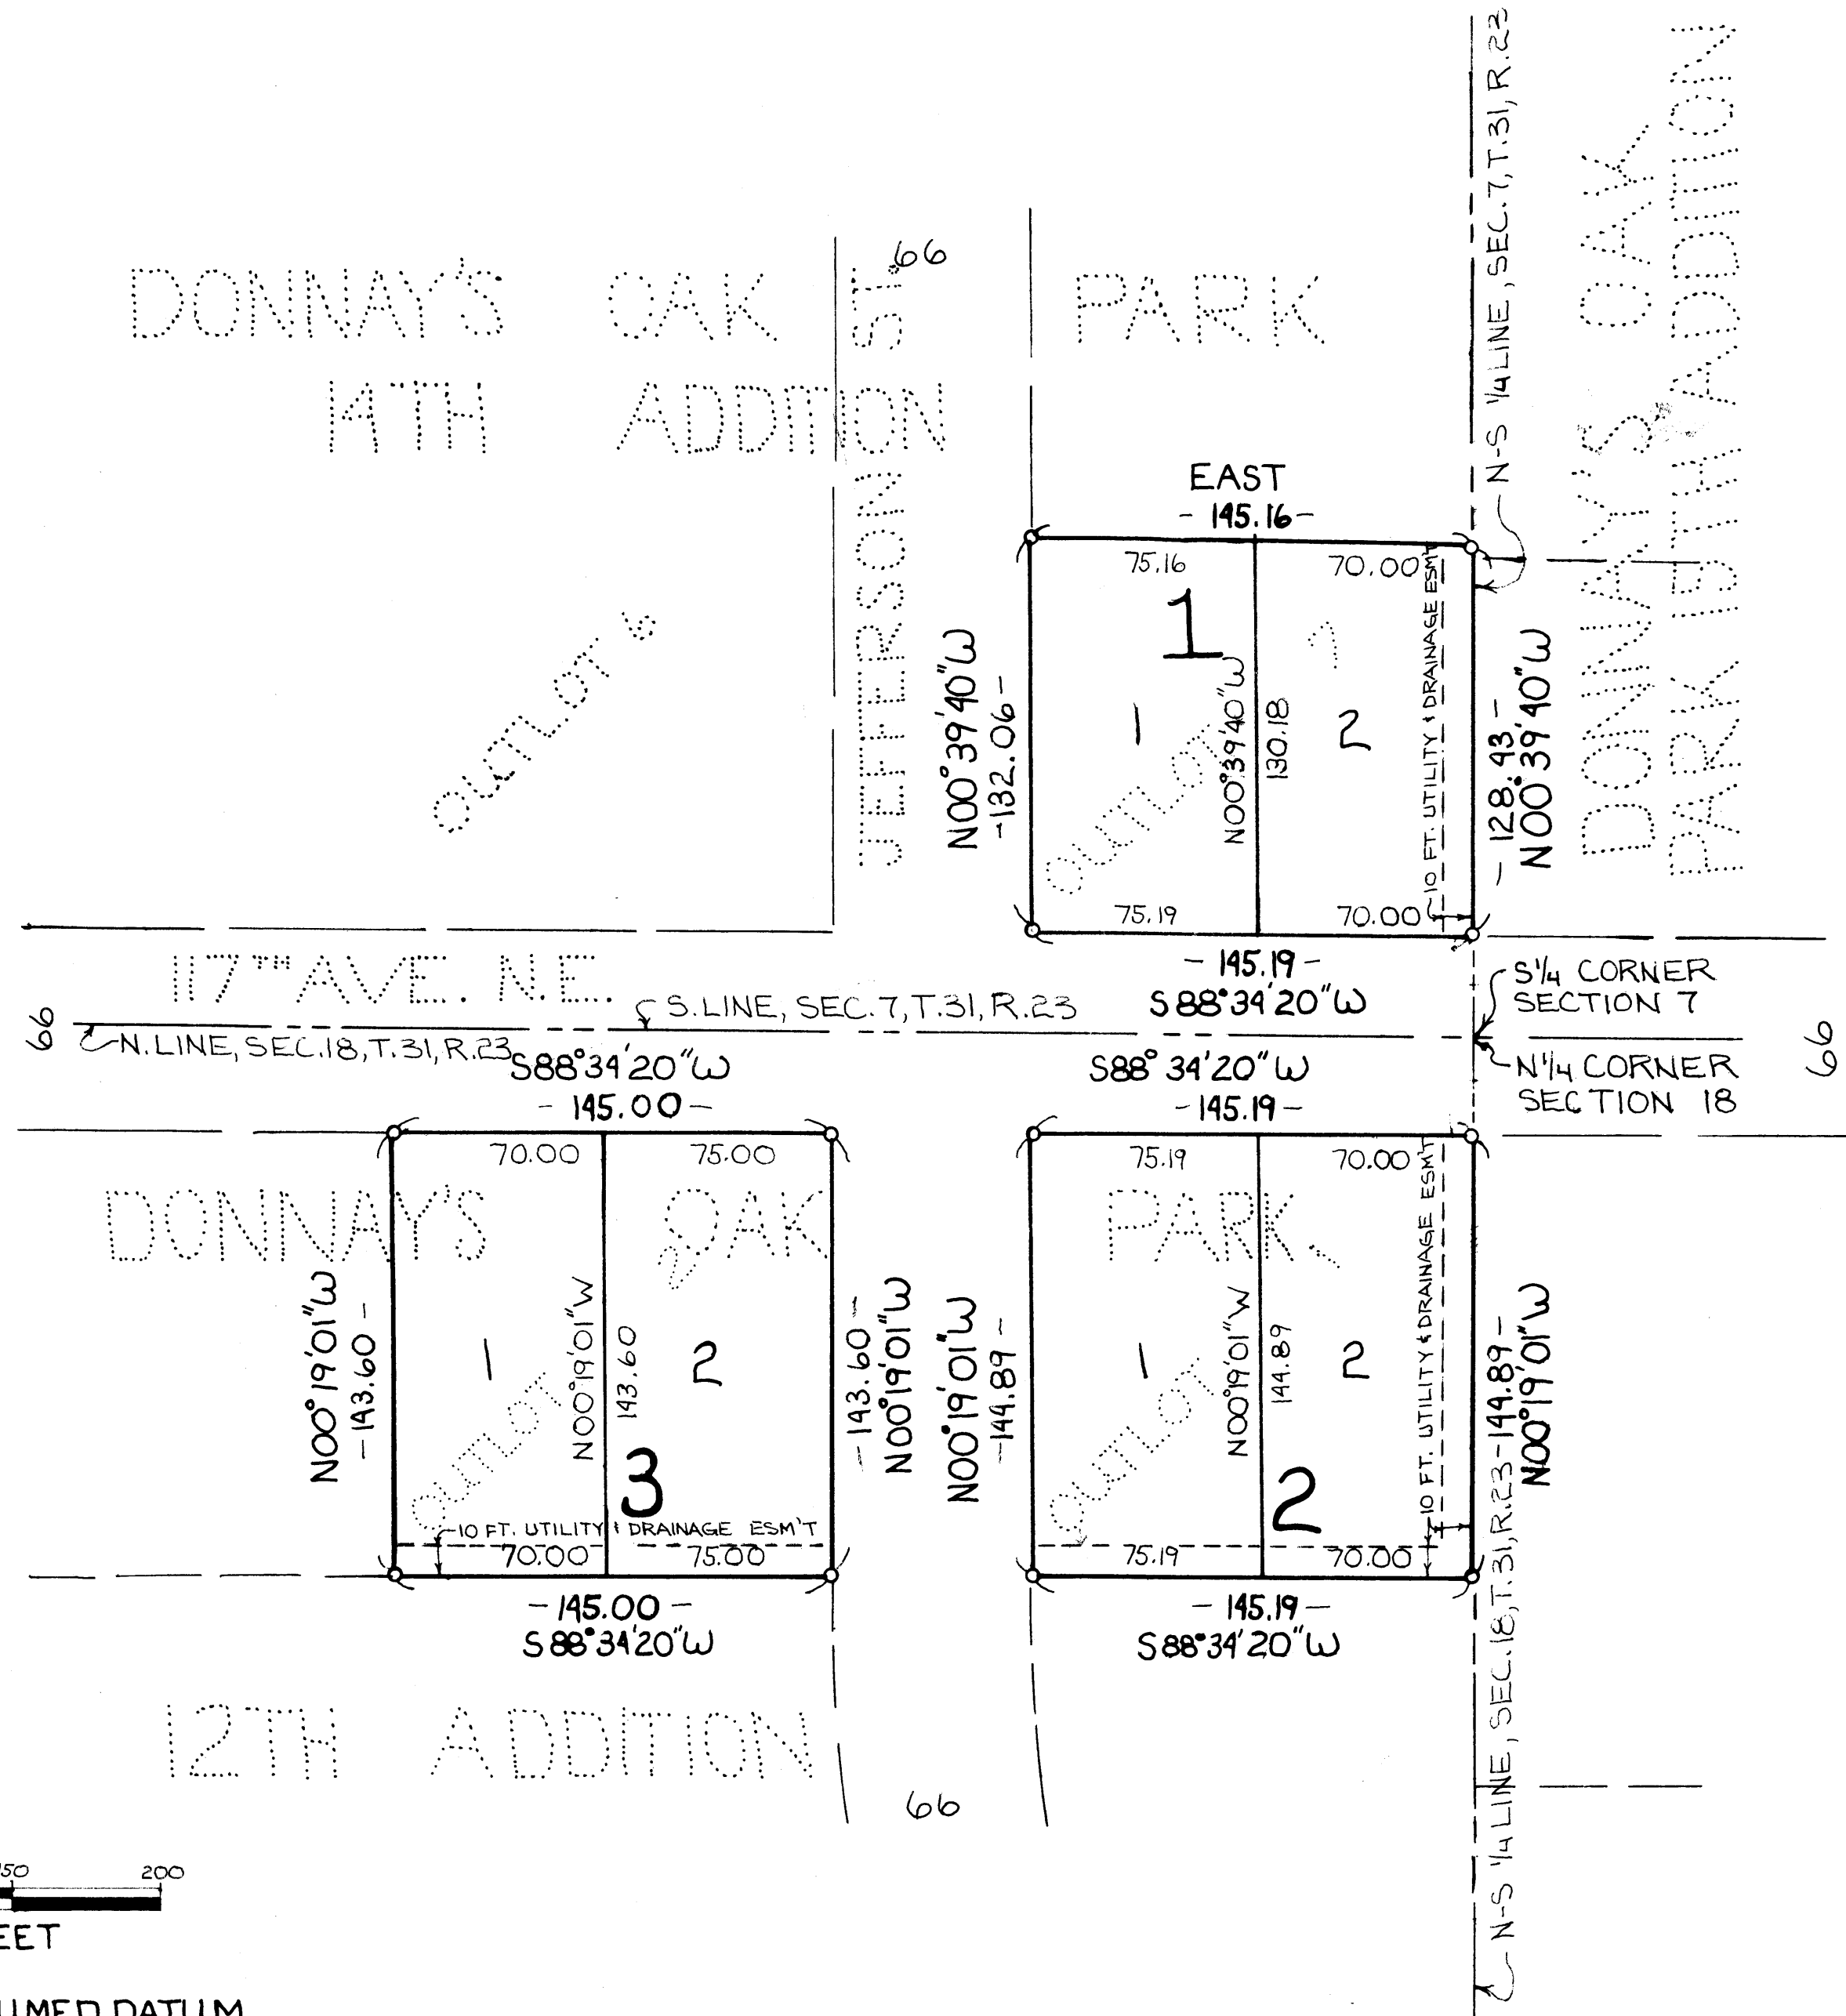 DONNAY'S OAK PARK
14TH ADDITION
JEFFERSON ST.
66
N-S 1/4 LINE, SEC.7, T.31, R.23
DONNAY'S OAK
ADDITION
OUTLOT
EAST
- 145.16 -
75.16
70.00
1
1
2
OUTLOT
N00°39'40"W
-132.06-
N00°39'40"W
130.18
10 FT. UTILITY & DRAINAGE ESM'T
- 128.43 -
N00°39'40"W
75.19
70.00
- 145.19 -
S88°34'20"W
117TH AVE. N.E.
S. LINE, SEC.7, T.31, R.23
66
N. LINE, SEC.18, T.31, R.23
S1/4 CORNER
SECTION 7
N1/4 CORNER
SECTION 18
66
S88°34'20"W
- 145.00 -
70.00
75.00
S88°34'20"W
- 145.19 -
75.19
70.00
DONNAY'S OAK PARK
N00°19'01"W
-143.60-
1
OUTLOT 2
N00°19'01"W
143.60
2
3
-143.60-
N00°19'01"W
10 FT. UTILITY & DRAINAGE ESM'T
70.00
75.00
- 145.00 -
S88°34'20"W
N00°19'01"W
-144.89-
1
OUTLOT 1
N00°19'01"W
144.89
2
2
10 FT. UTILITY & DRAINAGE ESM'T
-144.89-
N00°19'01"W
75.19
70.00
- 145.19 -
S88°34'20"W
12TH ADDITION
66
N-S 1/4 LINE, SEC.18, T.31, R.23
200